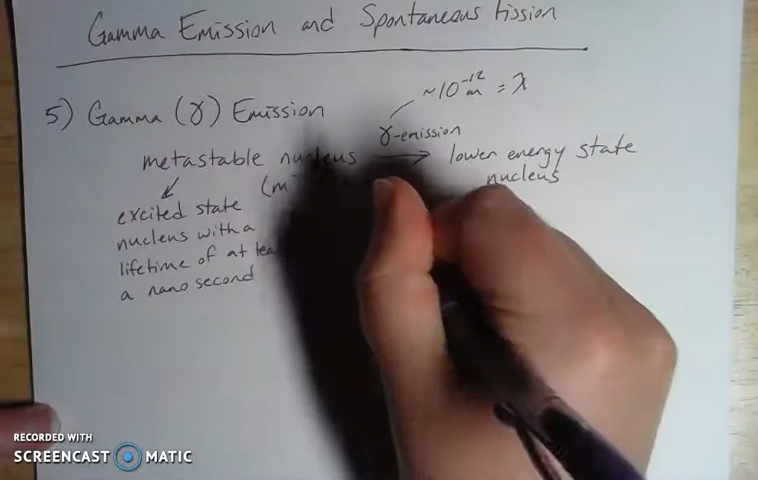 Gamma Emission and Spontaneous Fission
~10⁻¹² m = λ
5) Gamma (γ) Emission
γ-emission
metastable nucleus → lower energy state
nucleus
(m
excited state
nucleus with a
lifetime of at lea
a nano second
RECORDED WITH
SCREENCAST MATIC